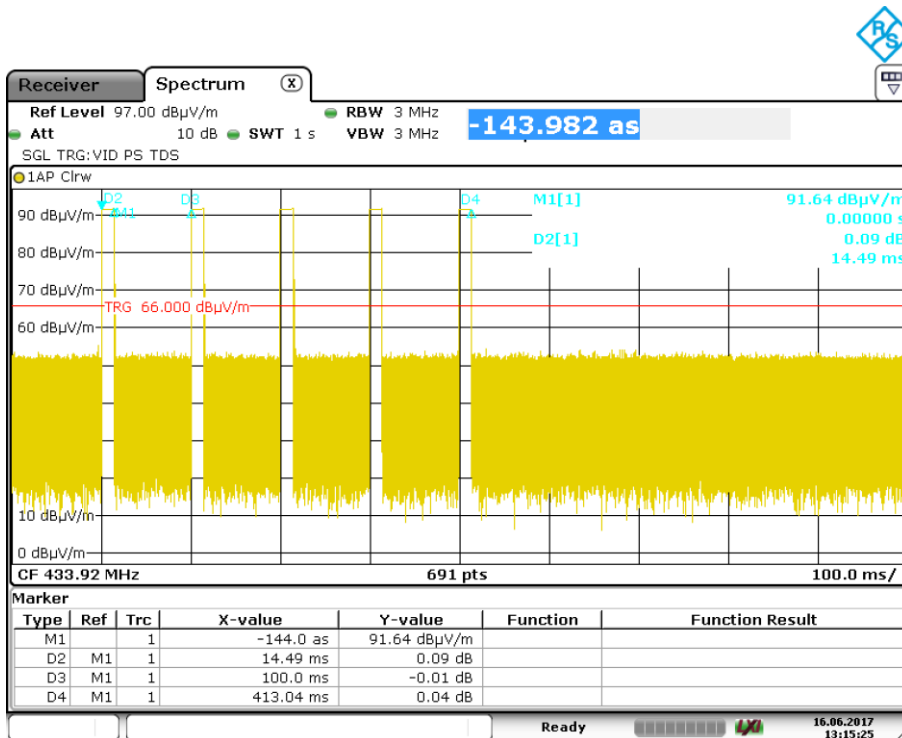 R S
Receiver Spectrum X
Ref Level 97.00 dBµV/m RBW 3 MHz
Att 10 dB SWT 1 s VBW 3 MHz -143.982 as
SGL TRG:VID PS TDS
1AP Clrw
D2 D3 D4 M1[1] 91.64 dBµV/m
M1 0.00000 s
90 dBµV/m
D2[1] 0.09 dB
80 dBµV/m 14.49 ms
70 dBµV/m
TRG 66.000 dBµV/m
60 dBµV/m
10 dBµV/m
0 dBµV/m
CF 433.92 MHz 691 pts 100.0 ms/
Marker
Type Ref Trc X-value Y-value Function Function Result
M1 1 -144.0 as 91.64 dBµV/m
D2 M1 1 14.49 ms 0.09 dB
D3 M1 1 100.0 ms -0.01 dB
D4 M1 1 413.04 ms 0.04 dB
Ready LXI 16.06.2017
13:15:25